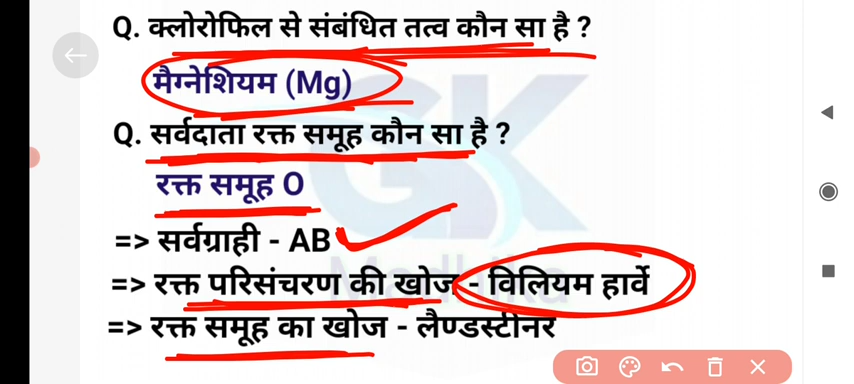 Q. क्लोरोफिल से संबंधित तत्व कौन सा है ?
मैग्नेशियम (Mg)
Q. सर्वदाता रक्त समूह कौन सा है ?
रक्त समूह O
=> सर्वग्राही - AB
=> रक्त परिसंचरण की खोज - विलियम हार्वे
=> रक्त समूह का खोज - लैण्डस्टीनर
GK